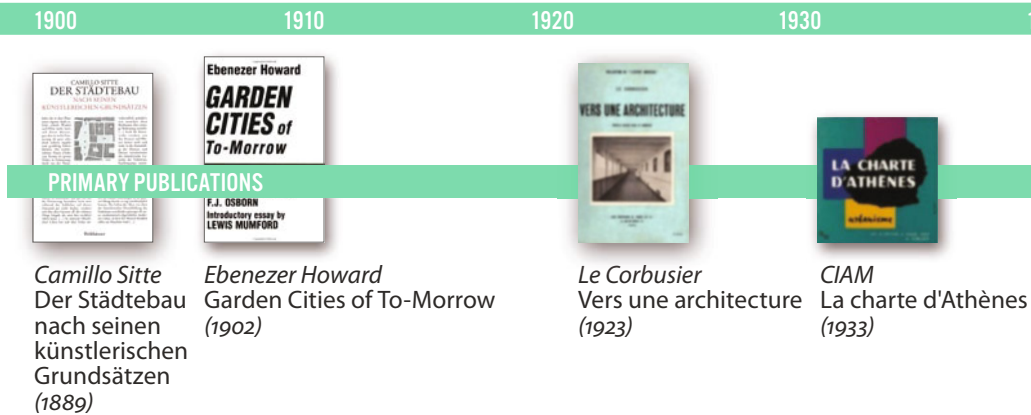 1900 1910 1920 1930
CAMILLO SITTE
DER STÄDTEBAU
NACH SEINEN
KÜNSTLERISCHEN GRUNDSÄTZEN
Ebenezer Howard
GARDEN
CITIES of
To-Morrow
F.J. OSBORN
Introductory essay by
LEWIS MUMFORD
LE CORBUSIER
VERS UNE ARCHITECTURE
LA CHARTE
D'ATHÈNES
urbanisme
PRIMARY PUBLICATIONS
Camillo Sitte
Der Städtebau
nach seinen
künstlerischen
Grundsätzen
(1889)
Ebenezer Howard
Garden Cities of To-Morrow
(1902)
Le Corbusier
Vers une architecture
(1923)
CIAM
La charte d'Athènes
(1933)